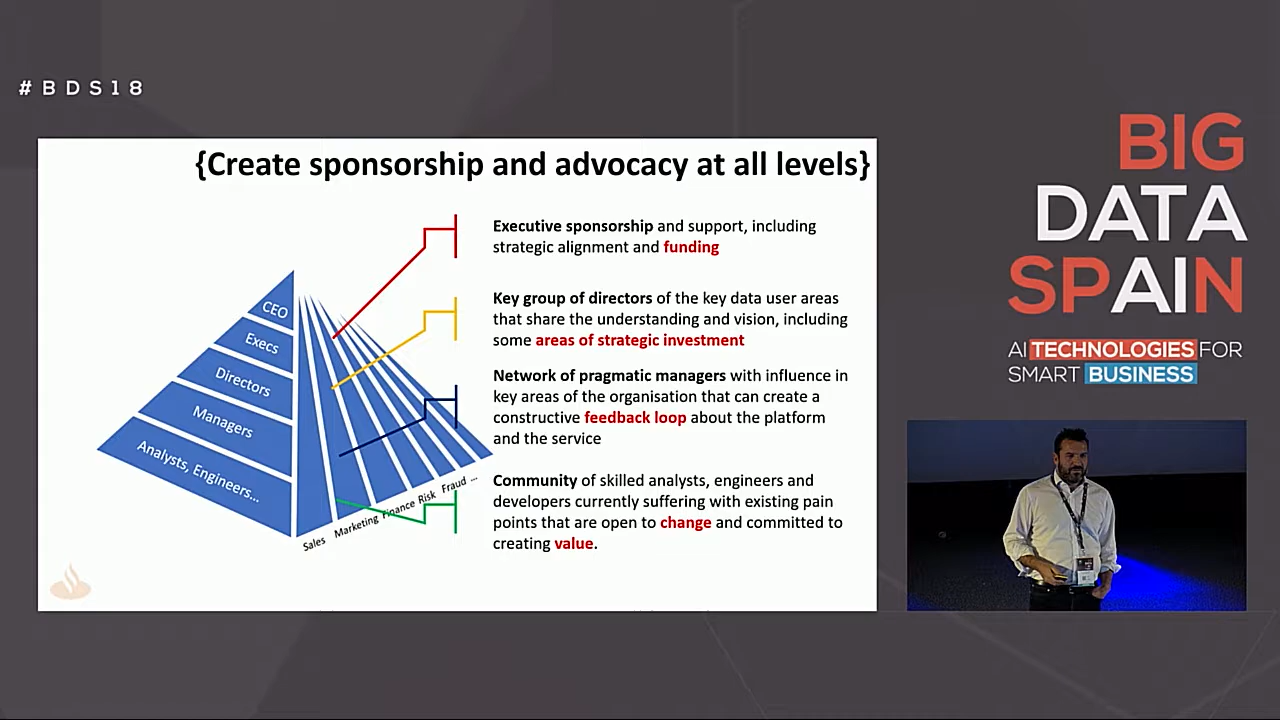 #BDS18
{Create sponsorship and advocacy at all levels}
CEO
Execs
Directors
Managers
Analysts, Engineers...
Sales
Marketing
Finance
Risk
Fraud ...
Executive sponsorship and support, including
strategic alignment and funding
Key group of directors of the key data user areas
that share the understanding and vision, including
some areas of strategic investment
Network of pragmatic managers with influence in
key areas of the organisation that can create a
constructive feedback loop about the platform
and the service
Community of skilled analysts, engineers and
developers currently suffering with existing pain
points that are open to change and committed to
creating value.
BIG
DATA
SPAIN
AI TECHNOLOGIES FOR
SMART BUSINESS